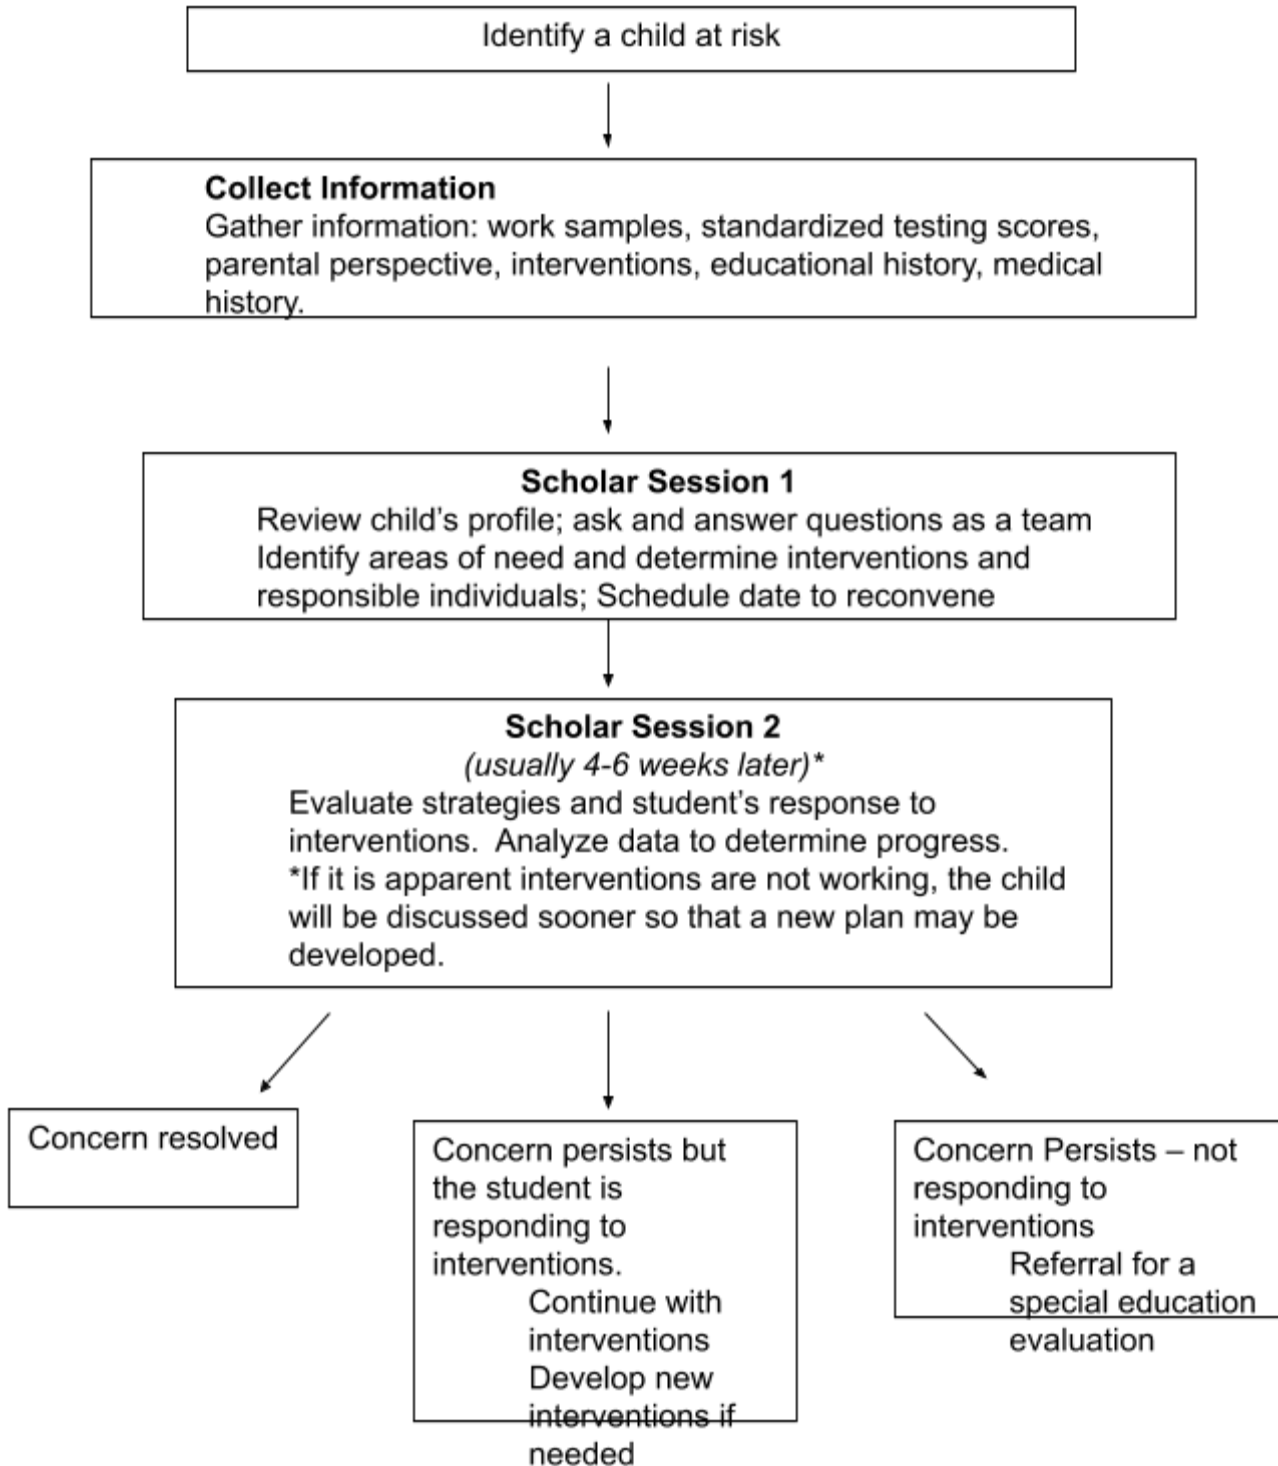 Identify a child at risk
Collect Information
Gather information: work samples, standardized testing scores,
parental perspective, interventions, educational history, medical
history.
Scholar Session 1
Review child’s profile; ask and answer questions as a team
Identify areas of need and determine interventions and
responsible individuals; Schedule date to reconvene
Scholar Session 2
(usually 4-6 weeks later)*
Evaluate strategies and student’s response to
interventions.  Analyze data to determine progress.
*If it is apparent interventions are not working, the child
will be discussed sooner so that a new plan may be
developed.
Concern resolved
Concern persists but
the student is
responding to
interventions.
Continue with
interventions
Develop new
interventions if
needed
Concern Persists – not
responding to
interventions
Referral for a
special education
evaluation